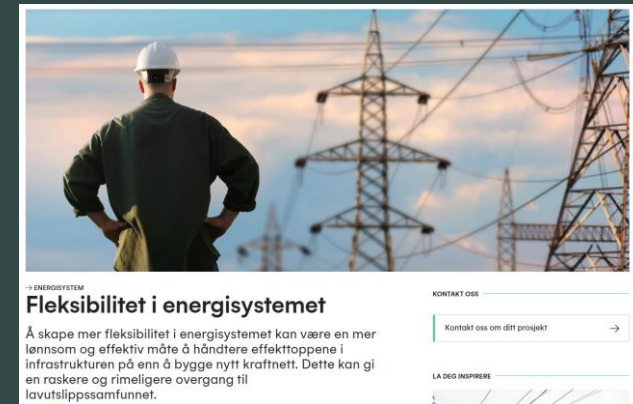 → ENERGISYSTEM
Fleksibilitet i energisystemet
Å skape mer fleksibilitet i energisystemet kan være en mer
lønnsom og effektiv måte å håndtere effekttoppene i
infrastrukturen på enn å bygge nytt kraftnett. Dette kan gi
en raskere og rimeligere overgang til
lavutslippssamfunnet.
KONTAKT OSS
Kontakt oss om ditt prosjekt →
LA DEG INSPIRERE